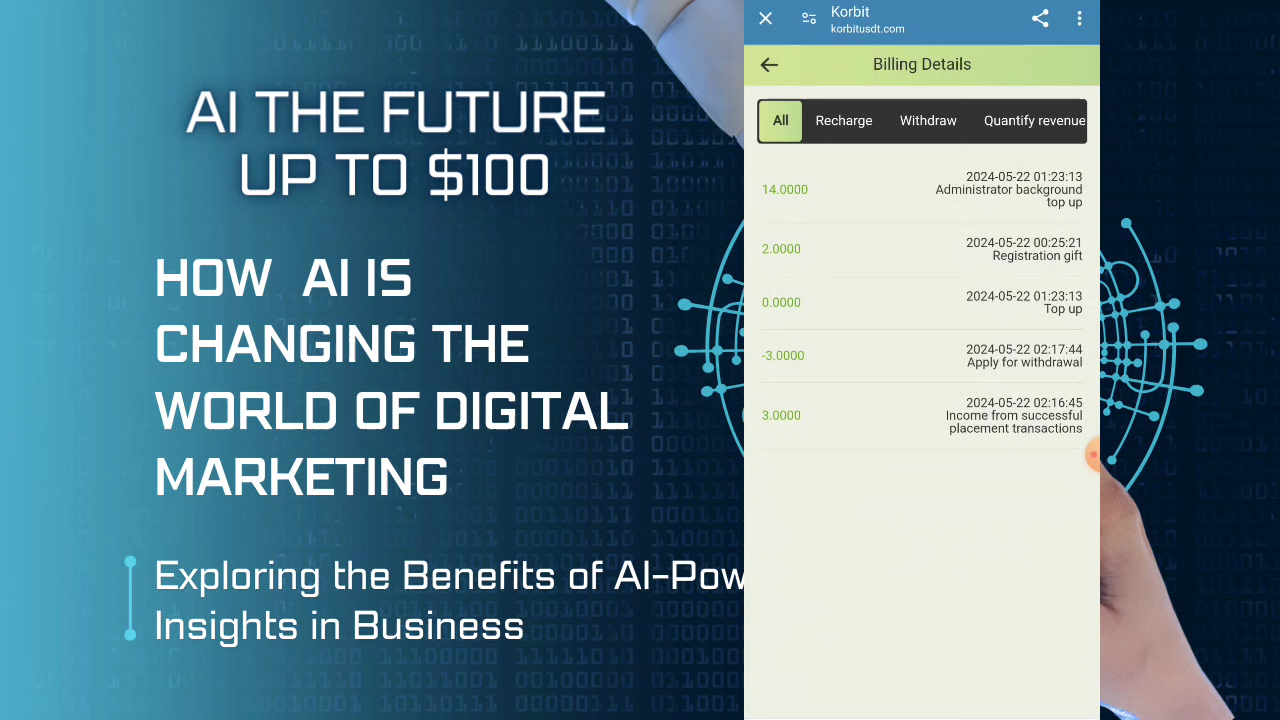 AI THE FUTURE
UP TO $100
HOW AI IS
CHANGING THE
WORLD OF DIGITAL
MARKETING
Exploring the Benefits of AI-Pow
Insights in Business
Korbit
korbitusdt.com
Billing Details
All Recharge Withdraw Quantify revenue
14.0000
2024-05-22 01:23:13
Administrator background
top up
2.0000
2024-05-22 00:25:21
Registration gift
0.0000
2024-05-22 01:23:13
Top up
-3.0000
2024-05-22 02:17:44
Apply for withdrawal
3.0000
2024-05-22 02:16:45
Income from successful
placement transactions